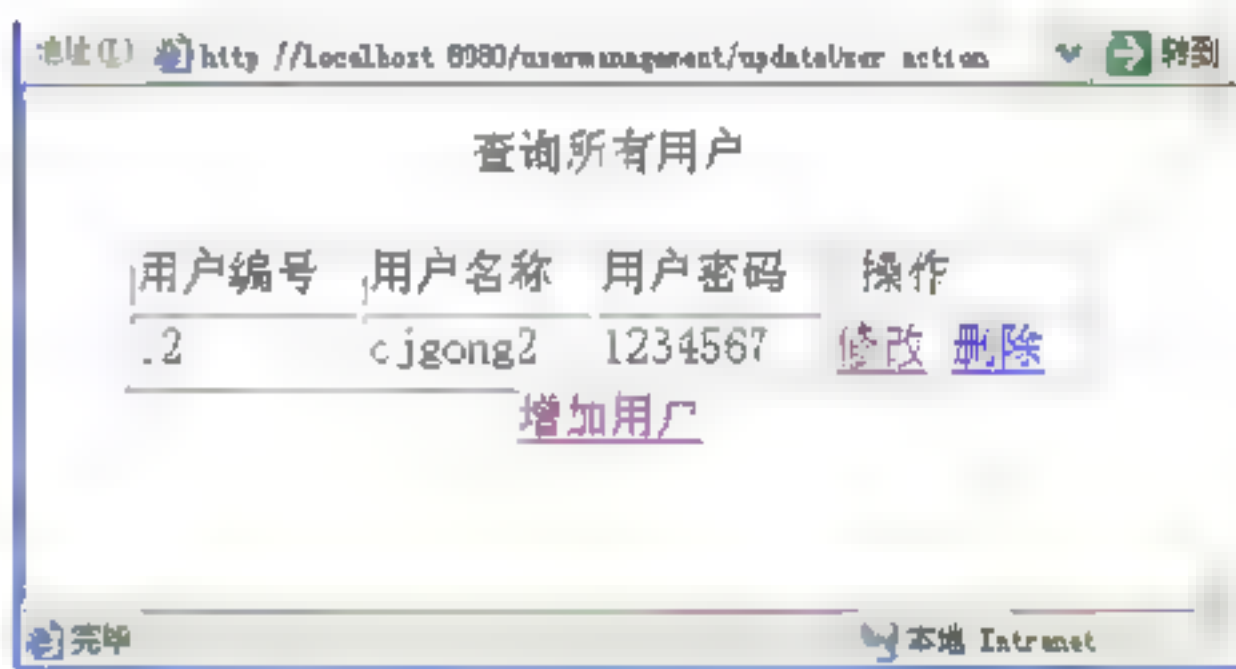 地址(D) http://localhost:8080/usermanagement/updateUser.action 转到
查询所有用户
用户编号 用户名称 用户密码 操作
2 cjgong2 1234567 修改 删除
增加用户
完毕 本地 Intranet